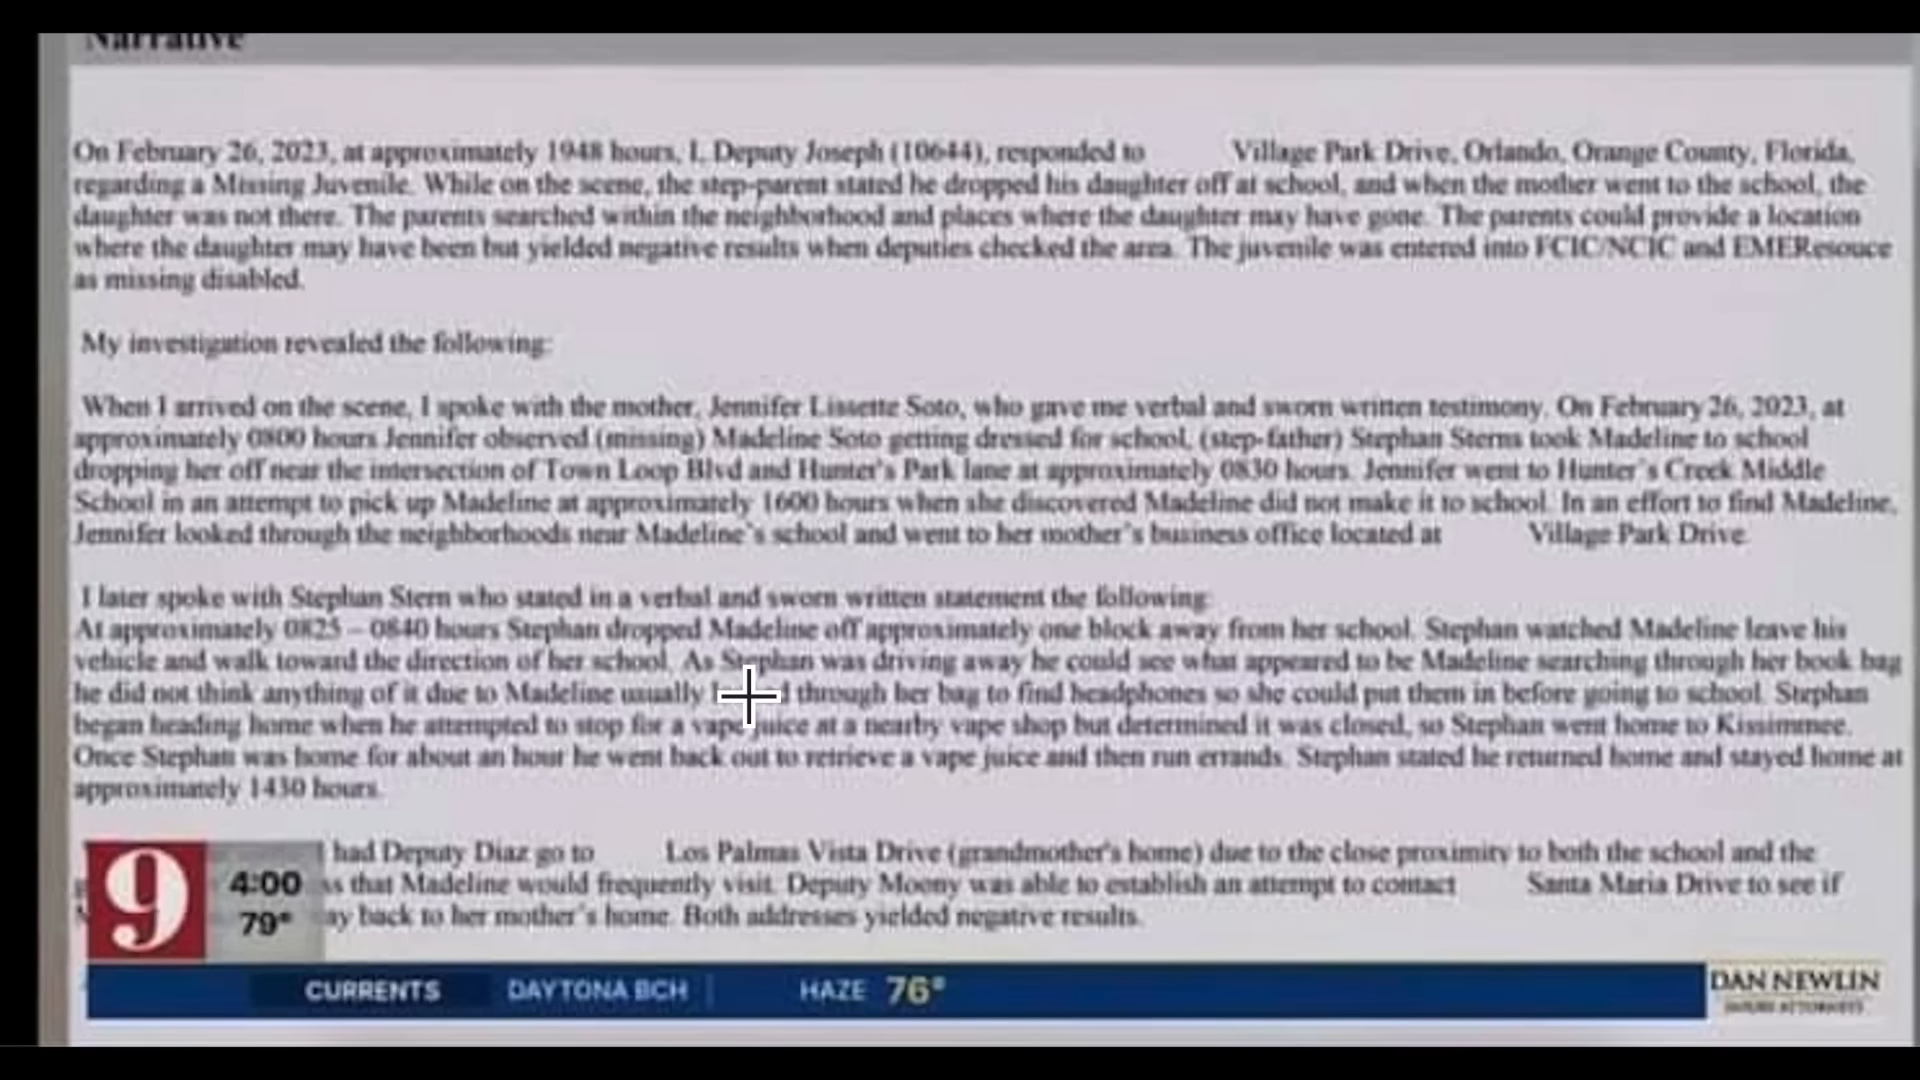 Narrative
On February 26, 2023, at approximately 1948 hours, I, Deputy Joseph (10644), responded to Village Park Drive, Orlando, Orange County, Florida,
regarding a Missing Juvenile. While on the scene, the step-parent stated he dropped his daughter off at school, and when the mother went to the school, the
daughter was not there. The parents searched within the neighborhood and places where the daughter may have gone. The parents could provide a location
where the daughter may have been but yielded negative results when deputies checked the area. The juvenile was entered into FCIC/NCIC and EMEResouce
as missing disabled.
My investigation revealed the following:
When I arrived on the scene, I spoke with the mother, Jennifer Lissette Soto, who gave me verbal and sworn written testimony. On February 26, 2023, at
approximately 0800 hours Jennifer observed (missing) Madeline Soto getting dressed for school, (step-father) Stephan Sterns took Madeline to school
dropping her off near the intersection of Town Loop Blvd and Hunter's Park lane at approximately 0830 hours. Jennifer went to Hunter's Creek Middle
School in an attempt to pick up Madeline at approximately 1600 hours when she discovered Madeline did not make it to school. In an effort to find Madeline,
Jennifer looked through the neighborhoods near Madeline's school and went to her mother's business office located at Village Park Drive
I later spoke with Stephan Stern who stated in a verbal and sworn written statement the following:
At approximately 0825 – 0840 hours Stephan dropped Madeline off approximately one block away from her school. Stephan watched Madeline leave his
vehicle and walk toward the direction of her school. As Stephan was driving away he could see what appeared to be Madeline searching through her book bag
he did not think anything of it due to Madeline usually through her bag to find headphones so she could put them in before going to school. Stephan
began heading home when he attempted to stop for a vape juice at a nearby vape shop but determined it was closed, so Stephan went home to Kissimmee.
Once Stephan was home for about an hour he went back out to retrieve a vape juice and then run errands. Stephan stated he returned home and stayed home at
approximately 1430 hours.
I had Deputy Diaz go to Los Palmas Vista Drive (grandmother's home) due to the close proximity to both the school and the
that Madeline would frequently visit. Deputy Moony was able to establish an attempt to contact Santa Maria Drive to see if
back to her mother's home. Both addresses yielded negative results.
9
4:00
79°
CURRENTS DAYTONA BCH HAZE 76°
DAN NEWLIN
INJURY ATTORNEYS